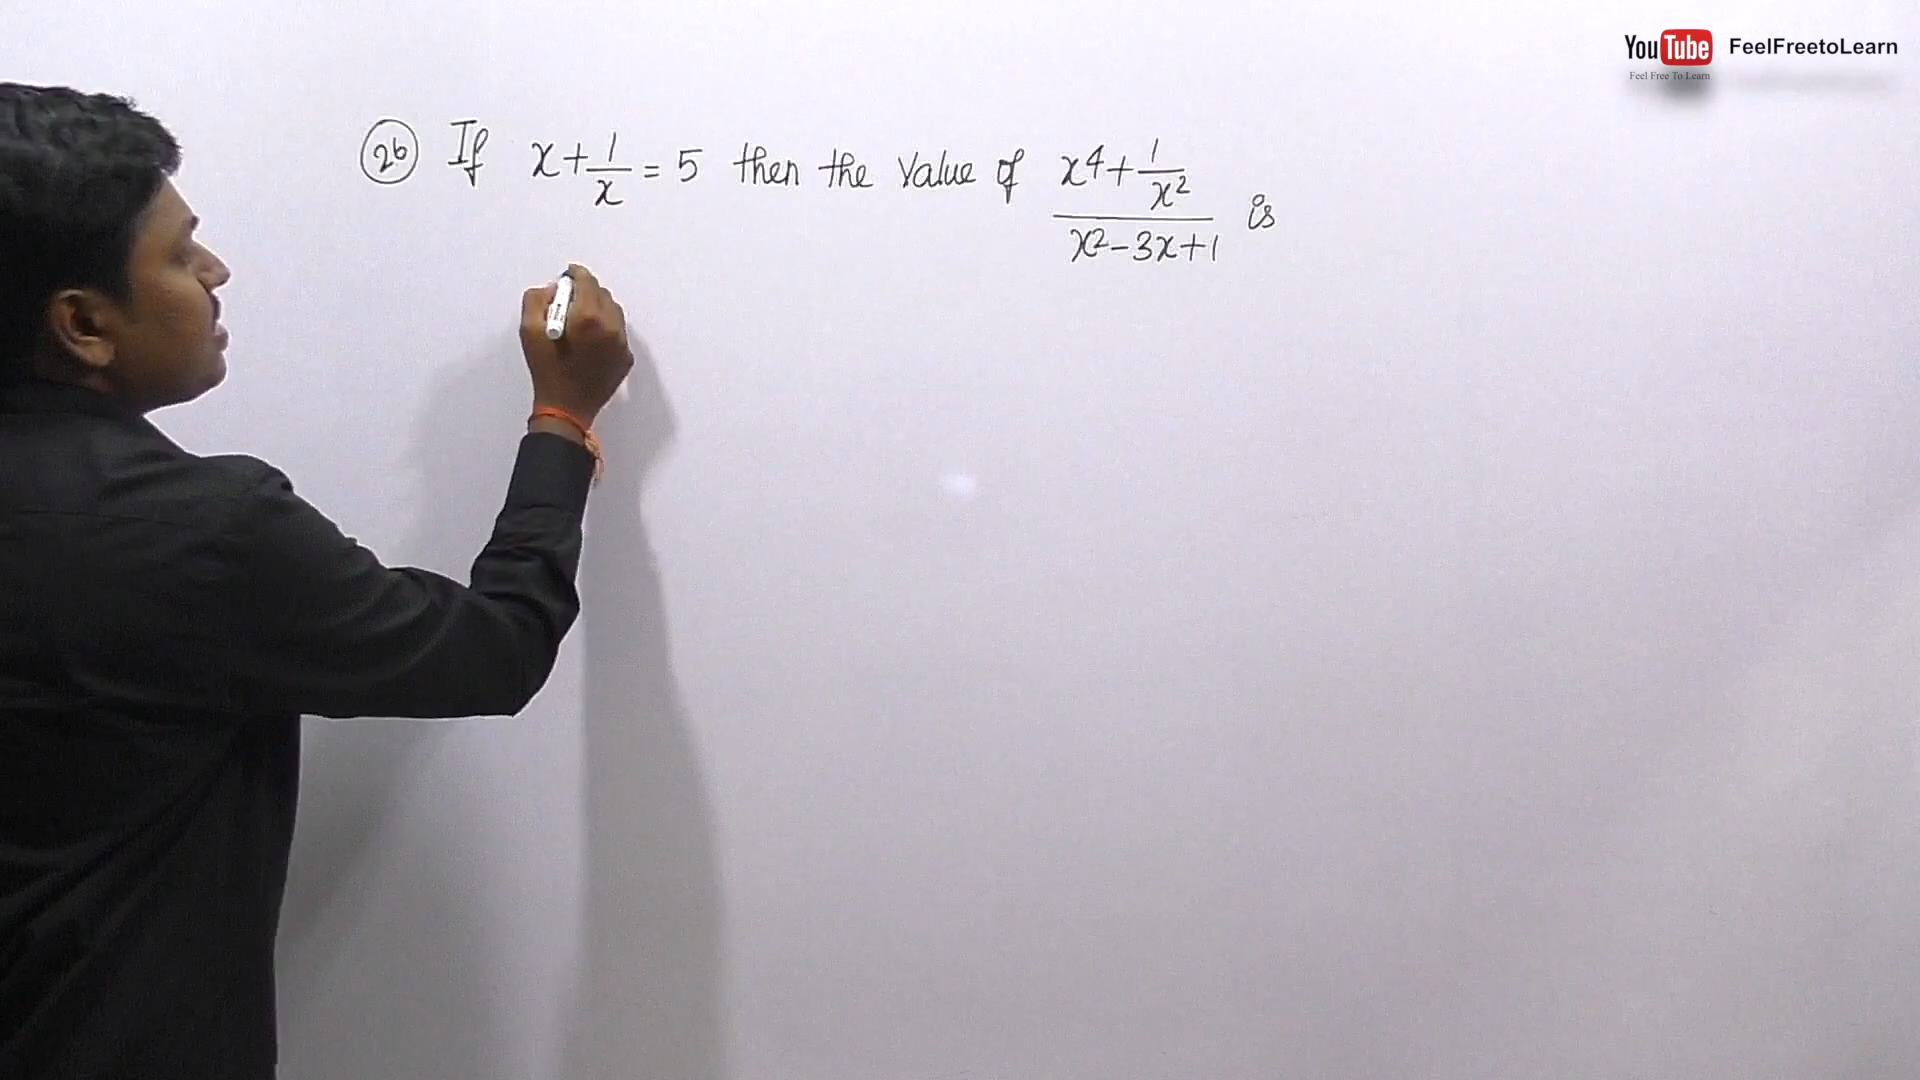 YouTube FeelFreetoLearn
Feel Free To Learn
(26) If x + 1/x = 5 then the value of (x⁴ + 1/x²)/(x² - 3x + 1) is